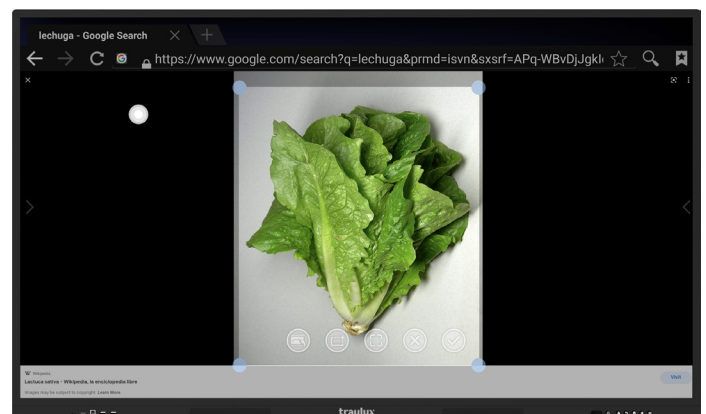 lechuga - Google Search
https://www.google.com/search?q=lechuga&prmd=isvn&sxsrf=APq-WBvDjJgkl
Wikipedia
Lactuca sativa - Wikipedia, la enciclopedia libre
Images may be subject to copyright. Learn More
Visit
traulux